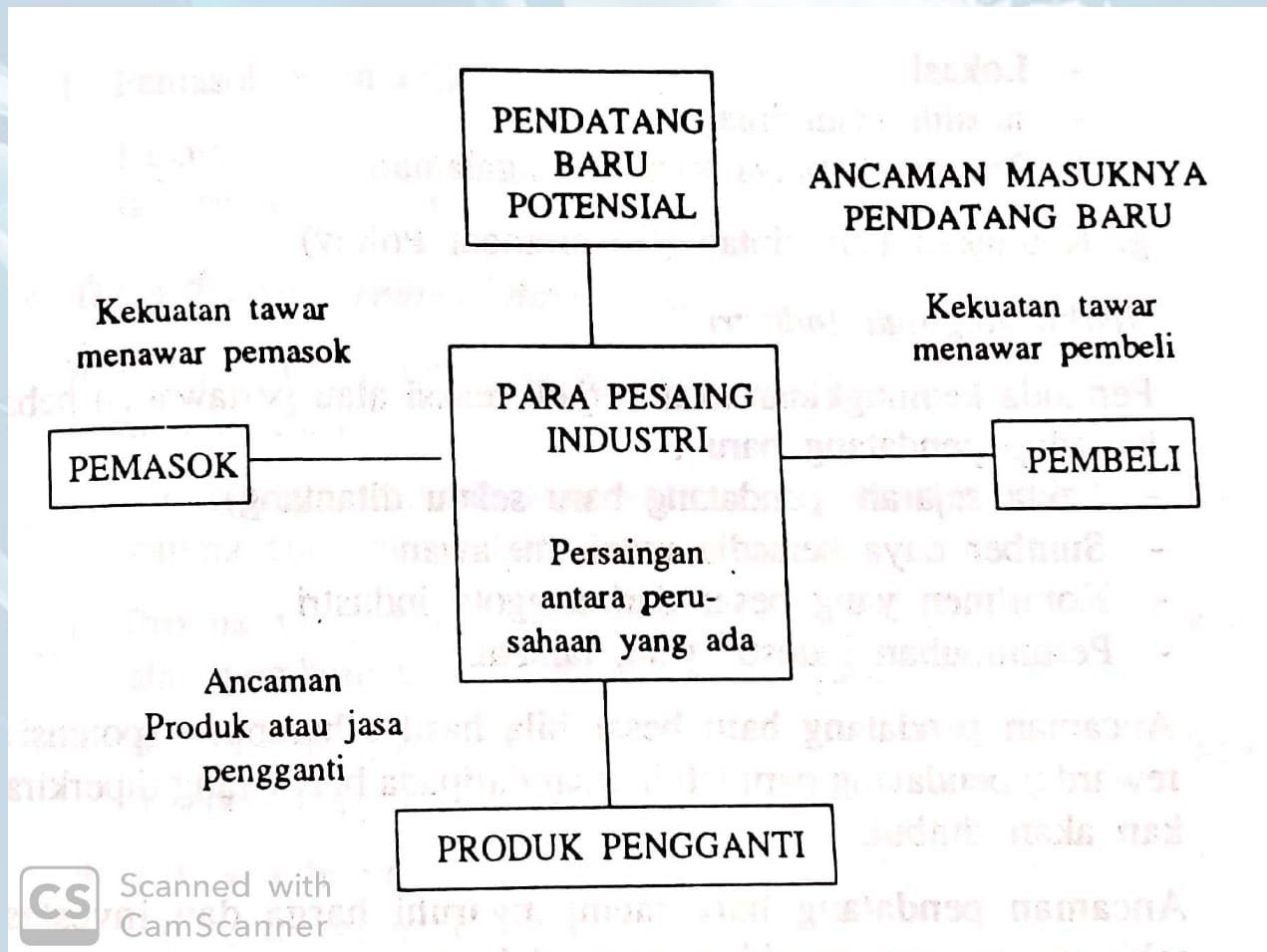 PENDATANG
BARU
POTENSIAL
ANCAMAN MASUKNYA
PENDATANG BARU
Kekuatan tawar
menawar pemasok
Kekuatan tawar
menawar pembeli
PEMASOK
PARA PESAING
INDUSTRI
Persaingan
antara peru-
sahaan yang ada
PEMBELI
Ancaman
Produk atau jasa
pengganti
PRODUK PENGGANTI
CS
Scanned with
CamScanner